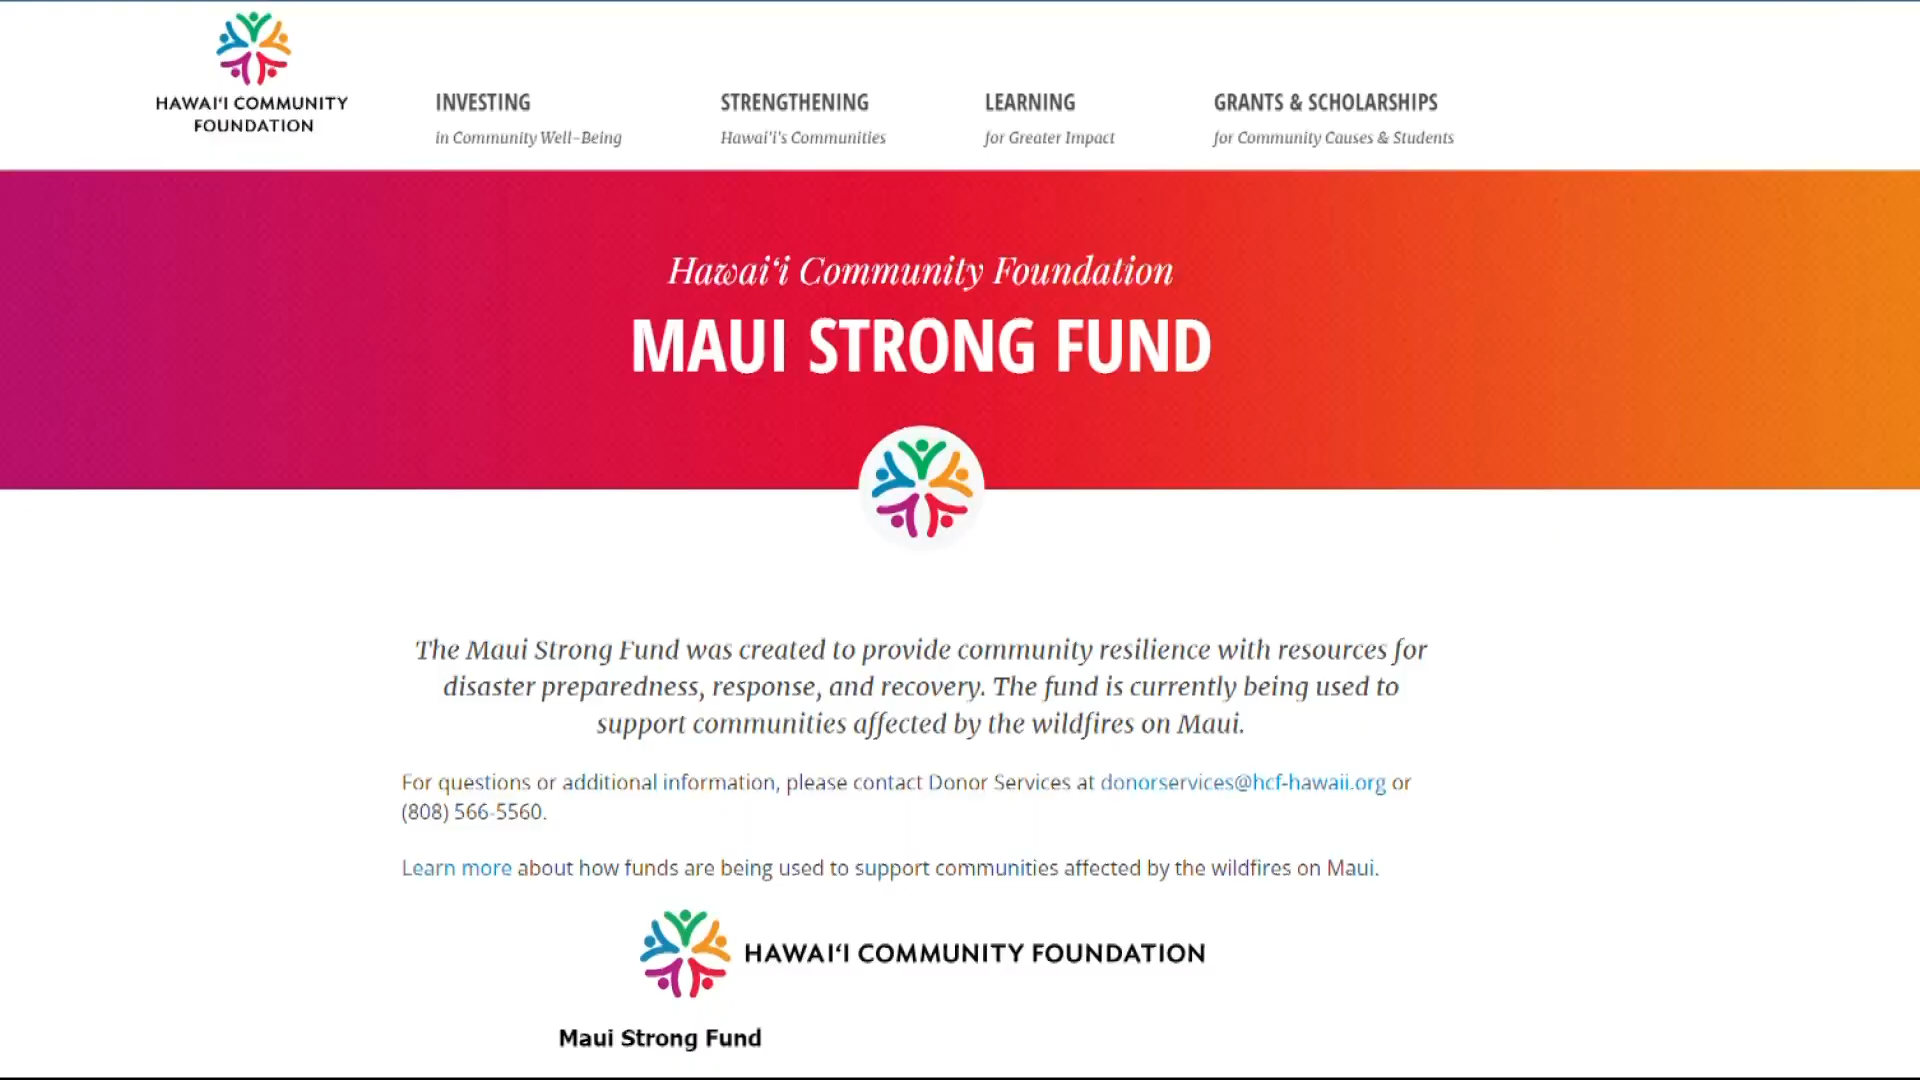 HAWAIʻI COMMUNITY
FOUNDATION
INVESTING
in Community Well-Being
STRENGTHENING
Hawai'i's Communities
LEARNING
for Greater Impact
GRANTS & SCHOLARSHIPS
for Community Causes & Students
Hawaiʻi Community Foundation
MAUI STRONG FUND
The Maui Strong Fund was created to provide community resilience with resources for
disaster preparedness, response, and recovery. The fund is currently being used to
support communities affected by the wildfires on Maui.
For questions or additional information, please contact Donor Services at donorservices@hcf-hawaii.org or
(808) 566-5560.
Learn more about how funds are being used to support communities affected by the wildfires on Maui.
HAWAIʻI COMMUNITY FOUNDATION
Maui Strong Fund